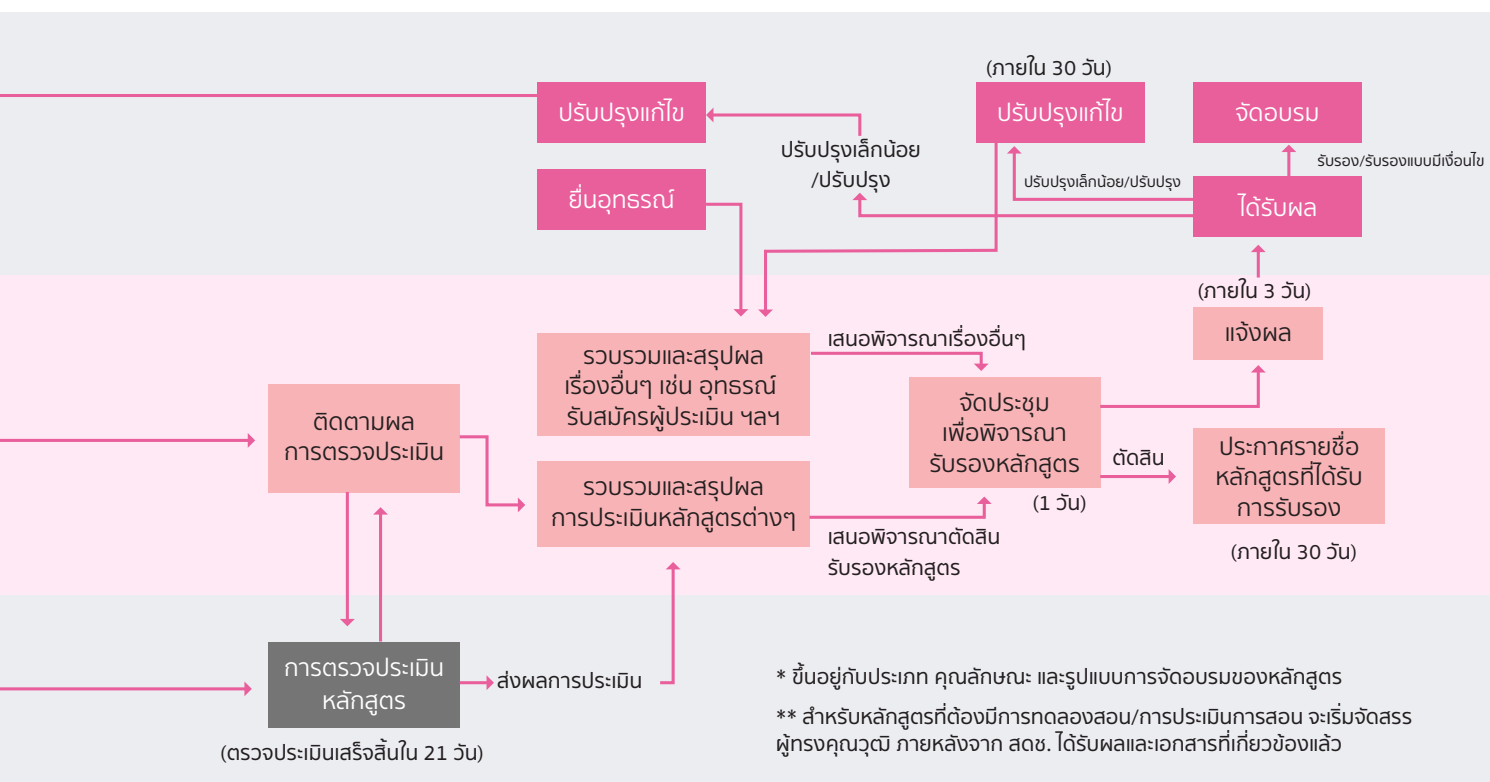 (ภายใน 30 วัน)
ปรับปรุงแก้ไข
ปรับปรุงแก้ไข
จัดอบรม
ปรับปรุงเล็กน้อย
/ปรับปรุง
รับรอง/รับรองแบบมีเงื่อนไข
ปรับปรุงเล็กน้อย/ปรับปรุง
ยื่นอุทธรณ์
ได้รับผล
(ภายใน 3 วัน)
แจ้งผล
รวบรวมและสรุปผล
เรื่องอื่นๆ เช่น อุทธรณ์
รับสมัครผู้ประเมิน ฯลฯ
เสนอพิจารณาเรื่องอื่นๆ
ติดตามผล
การตรวจประเมิน
จัดประชุม
เพื่อพิจารณา
รับรองหลักสูตร
(1 วัน)
ตัดสิน
ประกาศรายชื่อ
หลักสูตรที่ได้รับ
การรับรอง
(ภายใน 30 วัน)
รวบรวมและสรุปผล
การประเมินหลักสูตรต่างๆ
เสนอพิจารณาตัดสิน
รับรองหลักสูตร
การตรวจประเมิน
หลักสูตร
(ตรวจประเมินเสร็จสิ้นใน 21 วัน)
ส่งผลการประเมิน
* ขึ้นอยู่กับประเภท คุณลักษณะ และรูปแบบการจัดอบรมของหลักสูตร
** สำหรับหลักสูตรที่ต้องมีการทดลองสอน/การประเมินการสอน จะเริ่มจัดสรร
ผู้ทรงคุณวุฒิ ภายหลังจาก สดช. ได้รับผลและเอกสารที่เกี่ยวข้องแล้ว